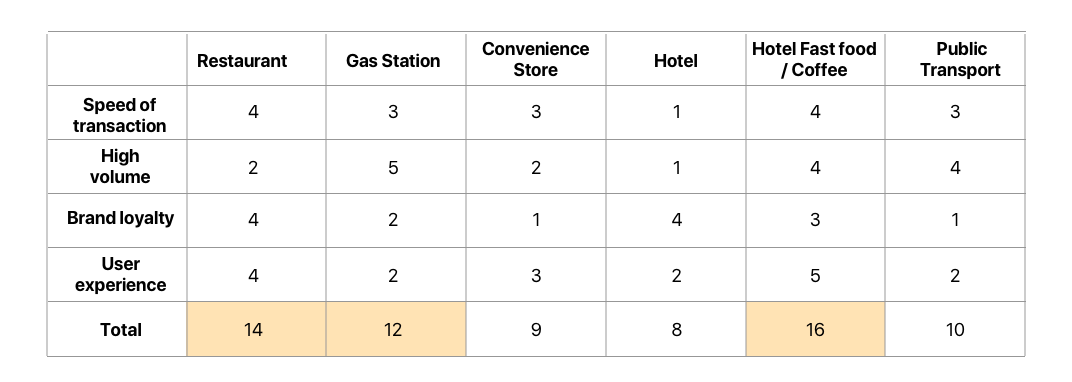 Restaurant Gas Station Convenience Store Hotel Hotel Fast food / Coffee Public Transport
Speed of transaction 4 3 3 1 4 3
High volume 2 5 2 1 4 4
Brand loyalty 4 2 1 4 3 1
User experience 4 2 3 2 5 2
Total 14 12 9 8 16 10